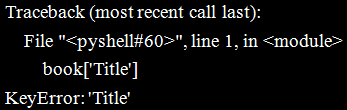 Traceback (most recent call last):
File "<pyshell#60>", line 1, in <module>
book['Title']
KeyError: 'Title'